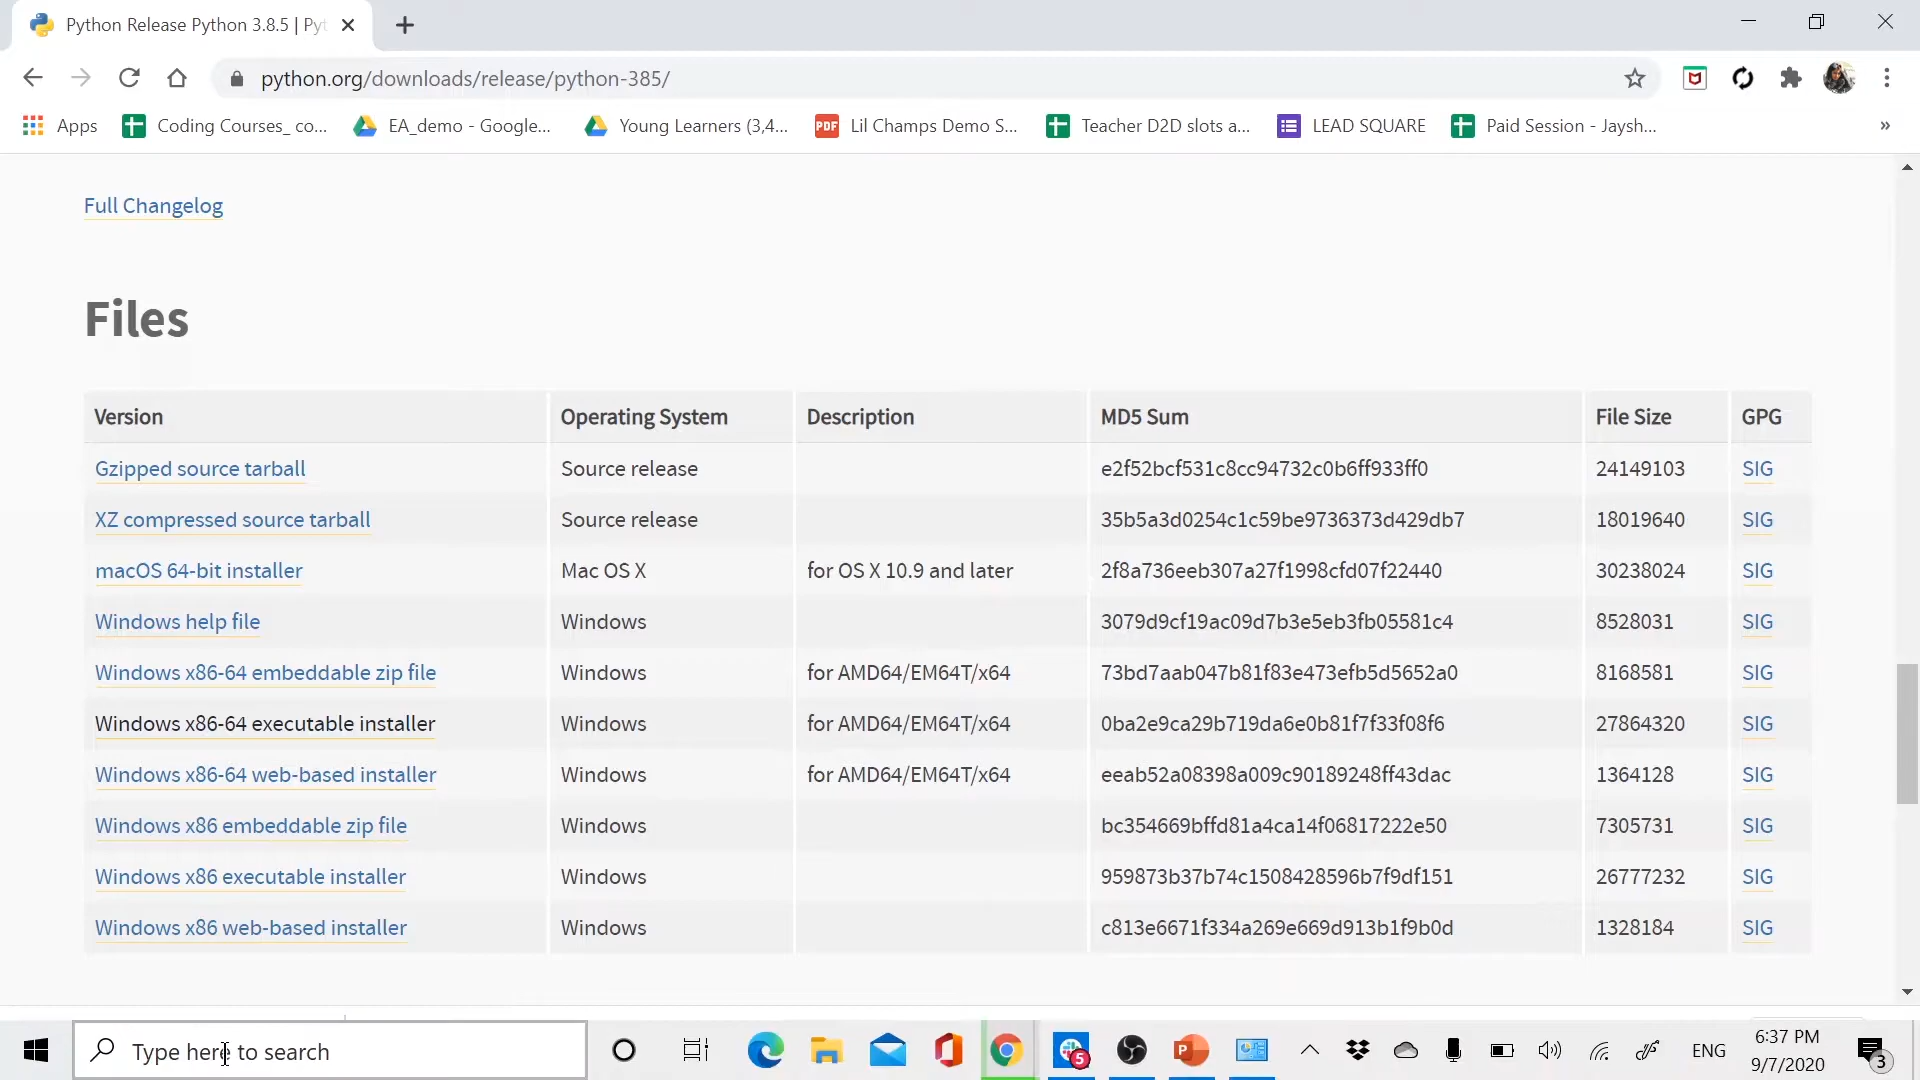 Python Release Python 3.8.5 | Pyt
python.org/downloads/release/python-385/
Apps Coding Courses_ co... EA_demo - Google... Young Learners (3,4... PDF Lil Champs Demo S... Teacher D2D slots a... LEAD SQUARE Paid Session - Jaysh... »
Full Changelog
Files
Version Operating System Description MD5 Sum File Size GPG
Gzipped source tarball Source release e2f52bcf531c8cc94732c0b6ff933ff0 24149103 SIG
XZ compressed source tarball Source release 35b5a3d0254c1c59be9736373d429db7 18019640 SIG
macOS 64-bit installer Mac OS X for OS X 10.9 and later 2f8a736eeb307a27f1998cfd07f22440 30238024 SIG
Windows help file Windows 3079d9cf19ac09d7b3e5eb3fb05581c4 8528031 SIG
Windows x86-64 embeddable zip file Windows for AMD64/EM64T/x64 73bd7aab047b81f83e473efb5d5652a0 8168581 SIG
Windows x86-64 executable installer Windows for AMD64/EM64T/x64 0ba2e9ca29b719da6e0b81f7f33f08f6 27864320 SIG
Windows x86-64 web-based installer Windows for AMD64/EM64T/x64 eeab52a08398a009c90189248ff43dac 1364128 SIG
Windows x86 embeddable zip file Windows bc354669bffd81a4ca14f06817222e50 7305731 SIG
Windows x86 executable installer Windows 959873b37b74c1508428596b7f9df151 26777232 SIG
Windows x86 web-based installer Windows c813e6671f334a269e669d913b1f9b0d 1328184 SIG
Type here to search 5 P ENG 6:37 PM 3
9/7/2020